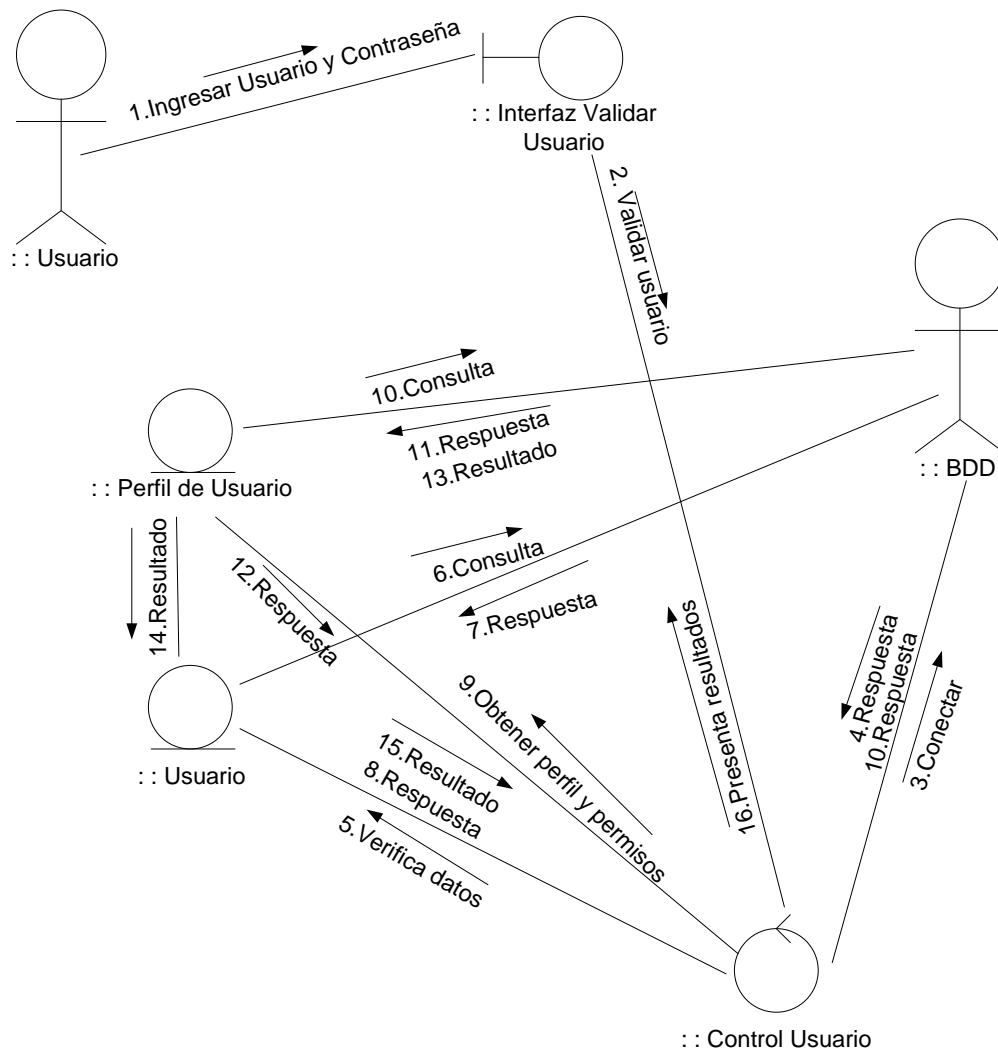 1.Ingresar Usuario y Contraseña
: : Interfaz Validar
Usuario
: : Usuario
2. Validar usuario
10.Consulta
11.Respuesta
13.Resultado
: : Perfil de Usuario
: : BDD
14.Resultado
12.Respuesta
6.Consulta
7.Respuesta
: : Usuario
15.Resultado
8.Respuesta
5.Verifica datos
9.Obtener perfil y permisos
16.Presenta resultados
4.Respuesta
10.Respuesta
3.Conectar
: : Control Usuario